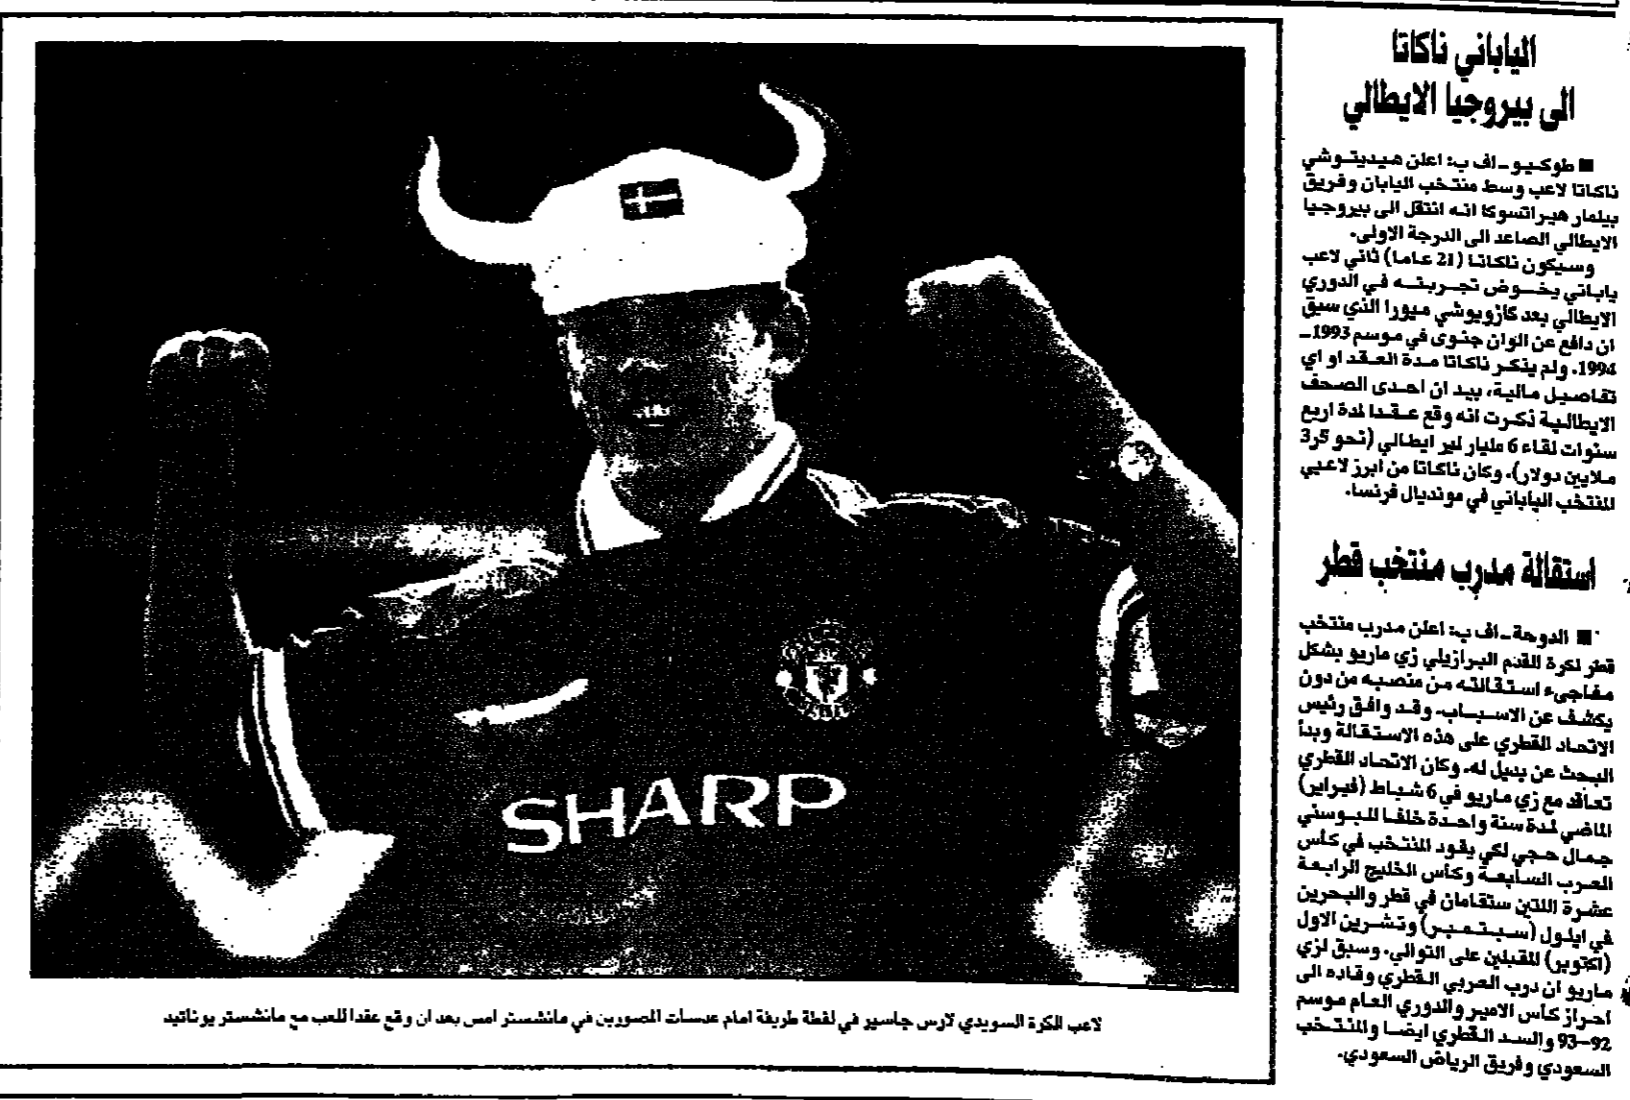 الياباني ناكاتا
الى بيروجيا الايطالي
■ طوكيو ـ اف ب: اعلن هيديتوشي
ناكاتا لاعب وسط منتخب اليابان وفريق
بيلمار هيراتسوكا انه انتقل الى بيروجيا
الايطالي الصاعد الى الدرجة الاولى.
وسيكون ناكاتا (21 عاما) ثاني لاعب
ياباني يخوض تجربته في الدوري
الايطالي بعد كازويوشي ميورا الذي سبق
ان دافع عن الوان جنوى في موسم 1993ـ
1994. ولم يذكر ناكاتا مدة العقد او اي
تفاصيل مالية، بيد ان احدى الصحف
الايطالية ذكرت انه وقع عقدا لمدة اربع
سنوات لقاء 6 مليار لير ايطالي (نحو 3ر5
ملايين دولار). وكان ناكاتا من ابرز لاعبي
المنتخب الياباني في مونديال فرنسا.
استقالة مدرب منتخب قطر
■ الدوحة ـ اف ب: اعلن مدرب منتخب
قطر لكرة القدم البرازيلي زي ماريو بشكل
مفاجيء استقالته من منصبه من دون
يكشف عن الاسباب. وقد وافق رئيس
الاتحاد القطري على هذه الاستقالة وبدأ
البحث عن بديل له. وكان الاتحاد القطري
تعاقد مع زي ماريو في 6 شباط (فبراير)
الماضي لمدة سنة واحدة خلفا للبوسني
جمال حجي لكي يقود المنتخب في كأس
العرب السابعة وكأس الخليج الرابعة
عشرة اللتين ستقامان في قطر والبحرين
في ايلول (سبتمبر) وتشرين الاول
(اكتوبر) المقبلين على التوالي. وسبق لزي
ماريو ان درب العربي القطري وقاده الى
احراز كأس الامير والدوري العام موسم
92–93 والسد القطري ايضا والمنتخب
السعودي وفريق الرياض السعودي.
SHARP
لاعب الكرة السويدي لارس جاسير في لقطة طريفة امام عدسات المصورين في مانشستر امس بعد ان وقع عقدا للعب مع مانشستر يوناتيد